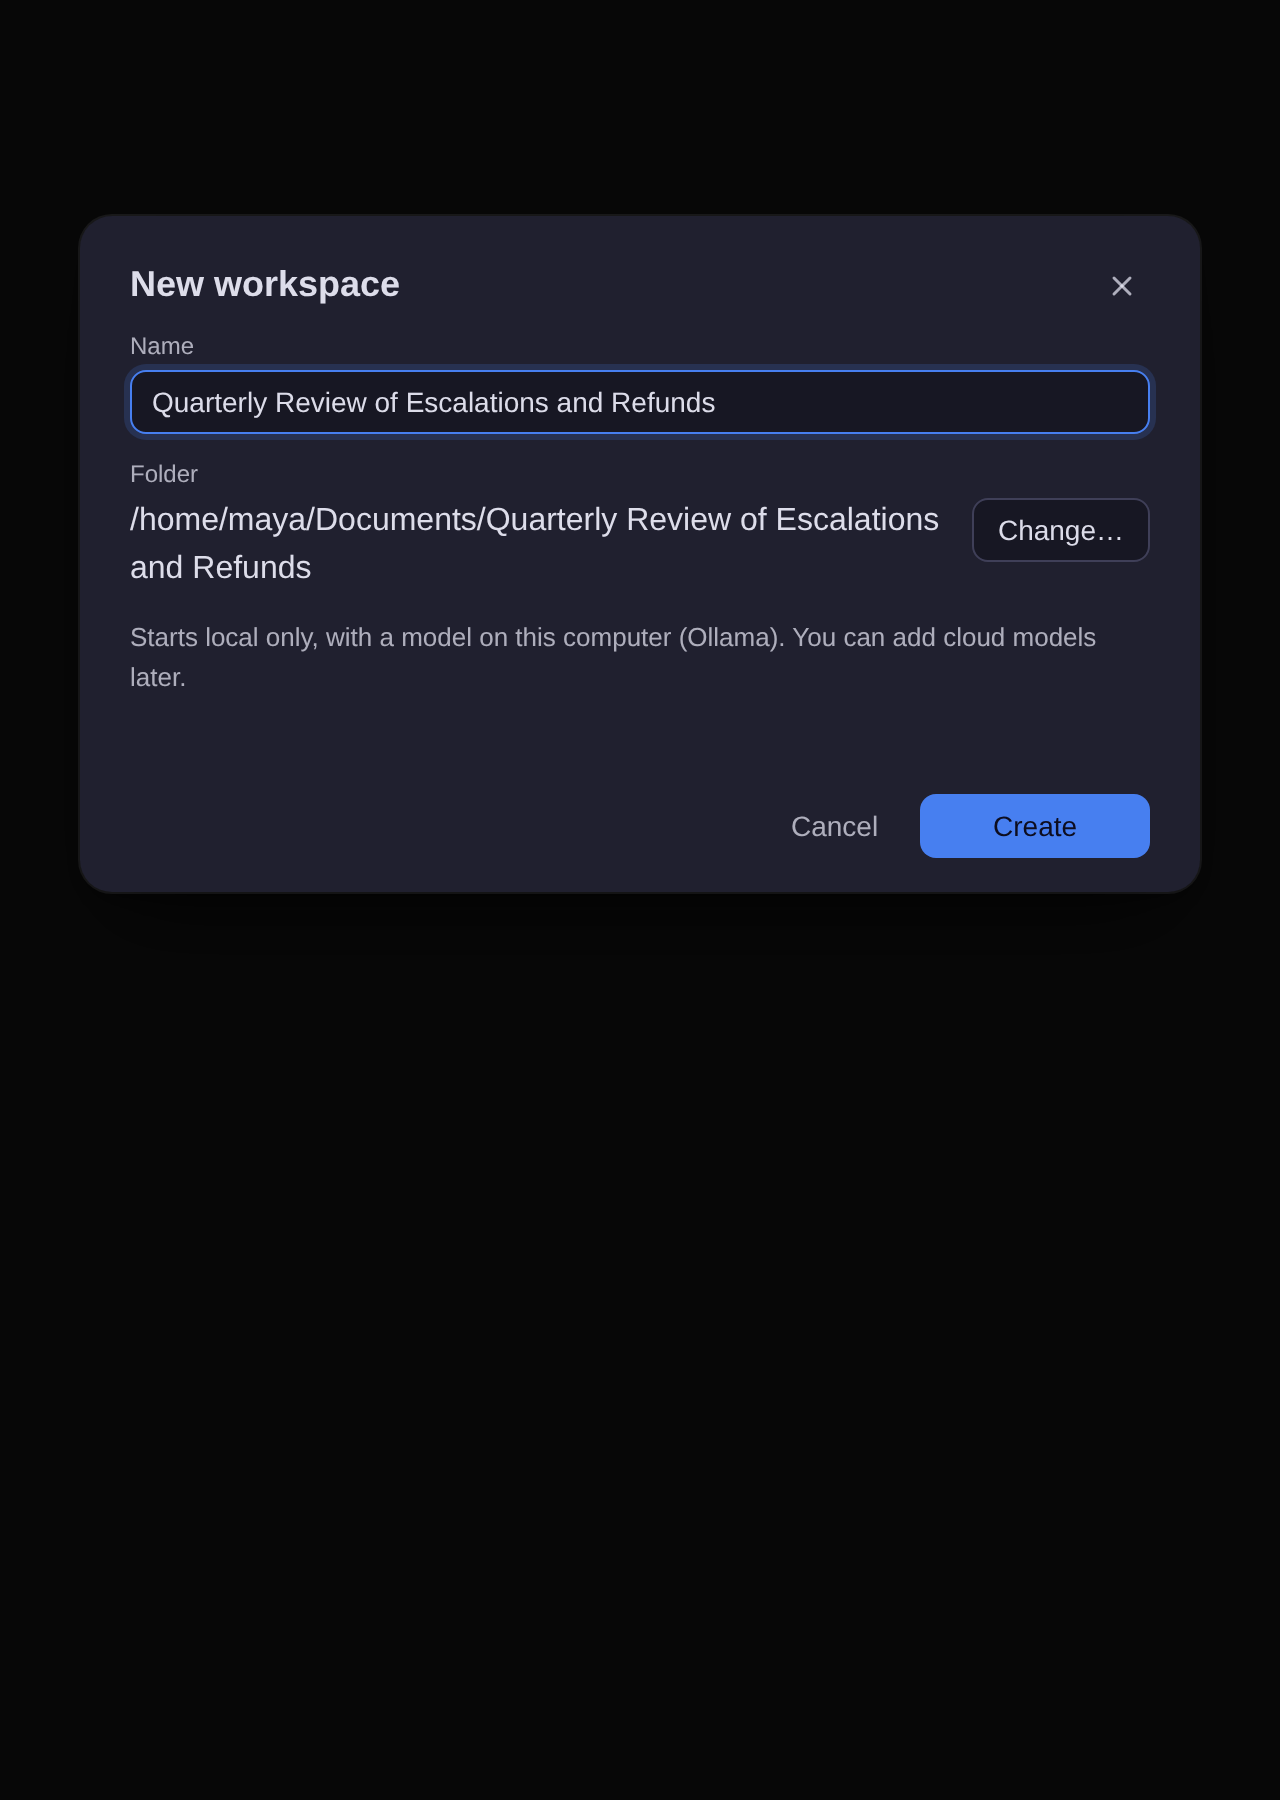 New workspace
Name
Quarterly Review of Escalations and Refunds
Folder
/home/maya/Documents/Quarterly Review of Escalations
and Refunds
Change…
Starts local only, with a model on this computer (Ollama). You can add cloud models
later.
Cancel
Create